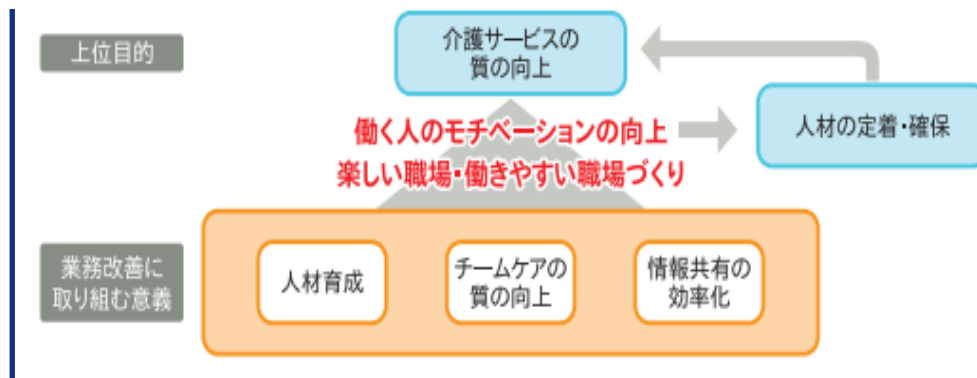 上位目的
介護サービスの
質の向上
働く人のモチベーションの向上
楽しい職場・働きやすい職場づくり
人材の定着・確保
業務改善に
取り組む意義
人材育成
チームケアの
質の向上
情報共有の
効率化